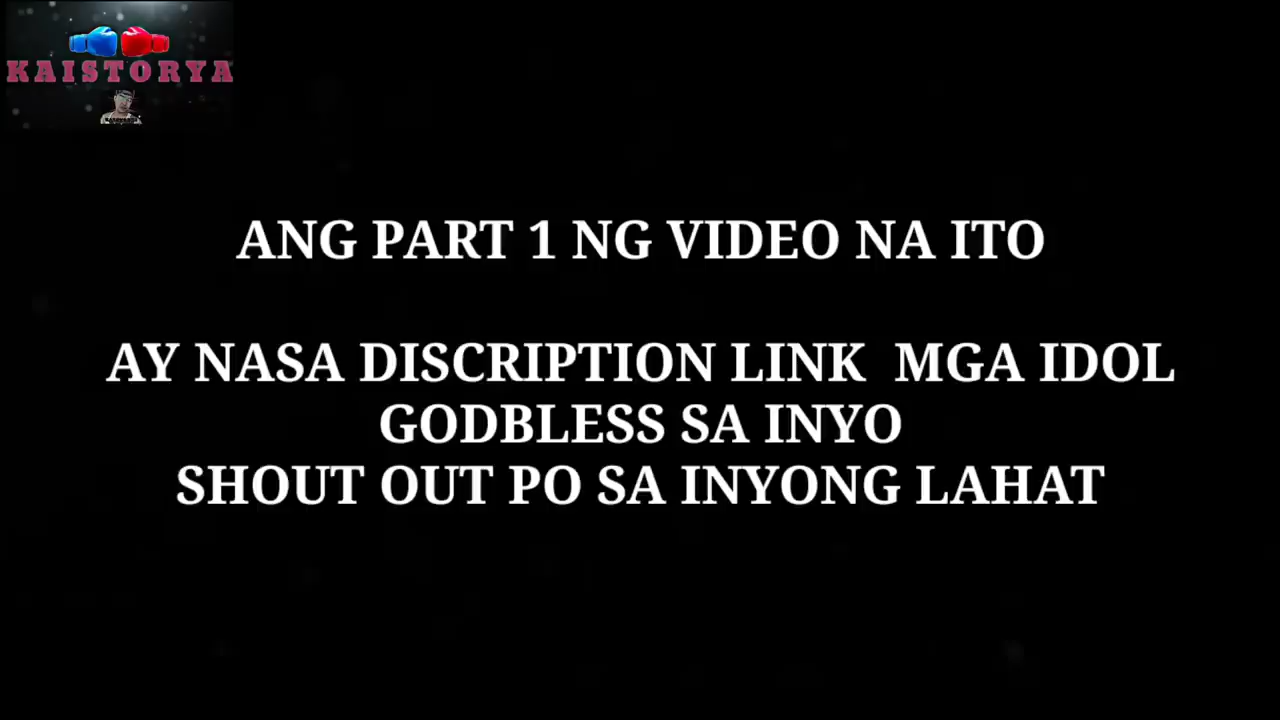 KAISTORYA
ANG PART 1 NG VIDEO NA ITO
AY NASA DISCRIPTION LINK MGA IDOL
GODBLESS SA INYO
SHOUT OUT PO SA INYONG LAHAT